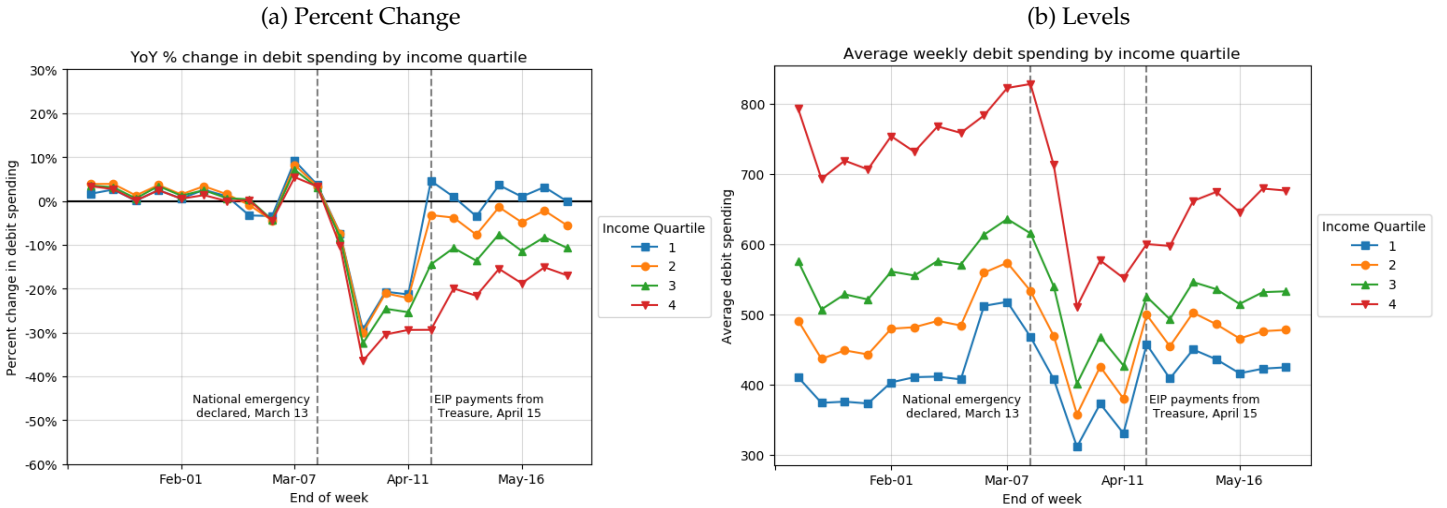 (a) Percent Change
YoY % change in debit spending by income quartile
30%
20%
10%
0%
-10%
-20%
-30%
-40%
-50%
-60%
Percent change in debit spending
National emergency
declared, March 13
EIP payments from
Treasure, April 15
Feb-01
Mar-07
Apr-11
May-16
End of week
Income Quartile
1
2
3
4
(b) Levels
Average weekly debit spending by income quartile
800
700
600
500
400
300
Average debit spending
National emergency
declared, March 13
EIP payments from
Treasure, April 15
Feb-01
Mar-07
Apr-11
May-16
End of week
Income Quartile
1
2
3
4